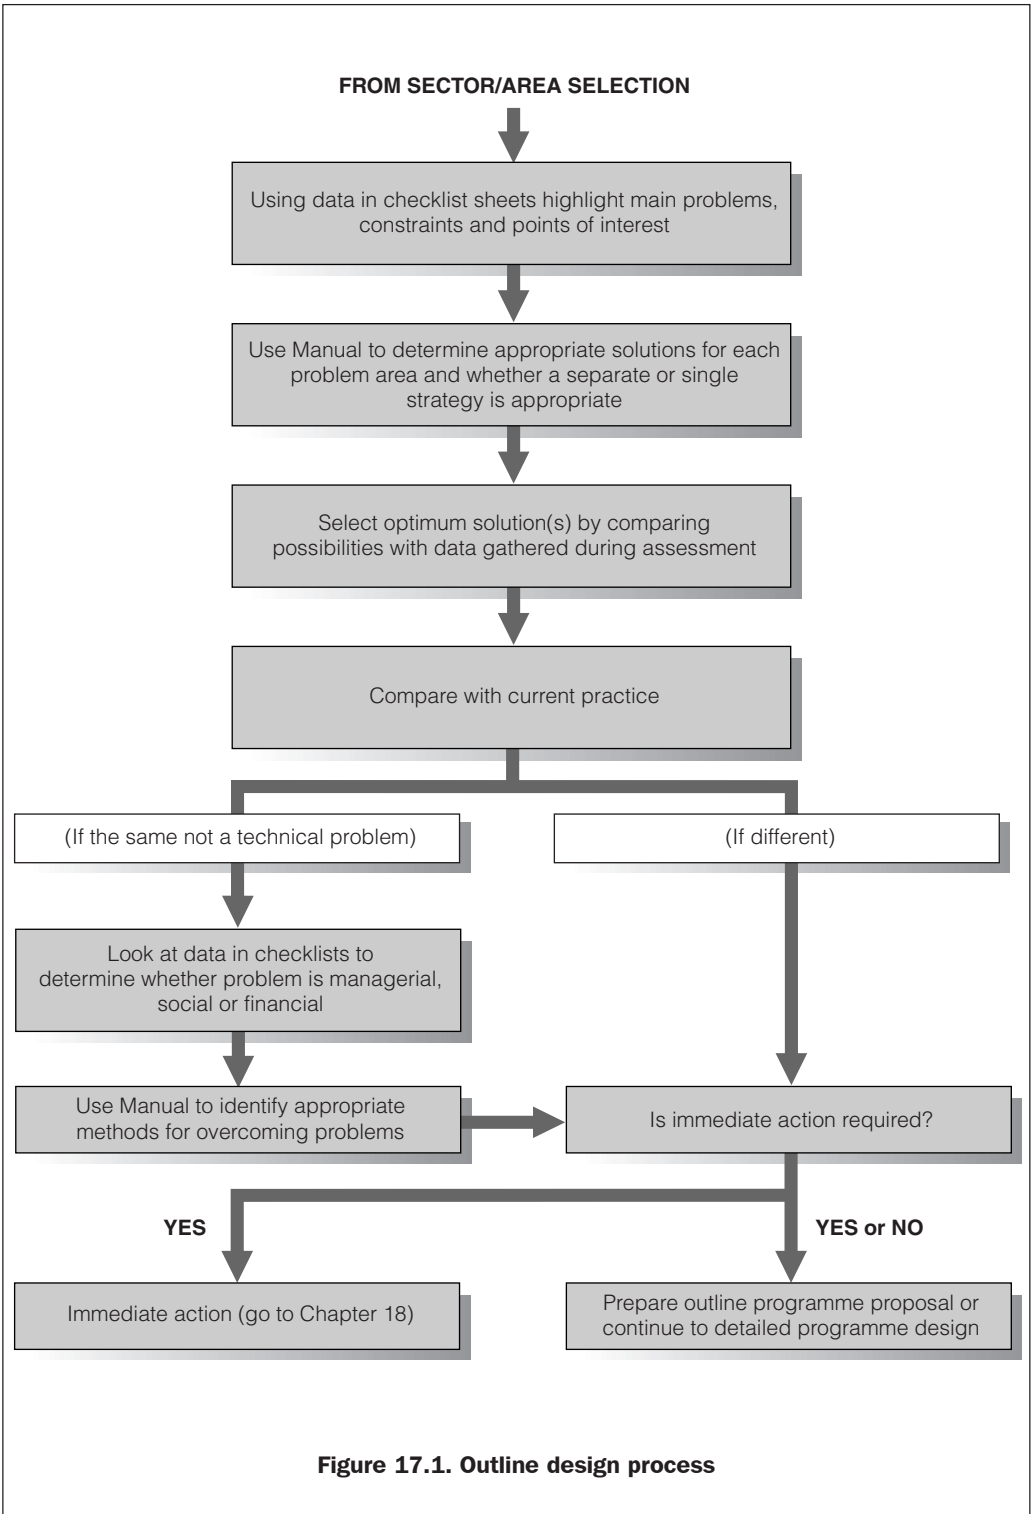 FROM SECTOR/AREA SELECTION
Using data in checklist sheets highlight main problems,
constraints and points of interest
Use Manual to determine appropriate solutions for each
problem area and whether a separate or single
strategy is appropriate
Select optimum solution(s) by comparing
possibilities with data gathered during assessment
Compare with current practice
(If the same not a technical problem)
(If different)
Look at data in checklists to
determine whether problem is managerial,
social or financial
Use Manual to identify appropriate
methods for overcoming problems
Is immediate action required?
YES
YES or NO
Immediate action (go to Chapter 18)
Prepare outline programme proposal or
continue to detailed programme design
Figure 17.1. Outline design process